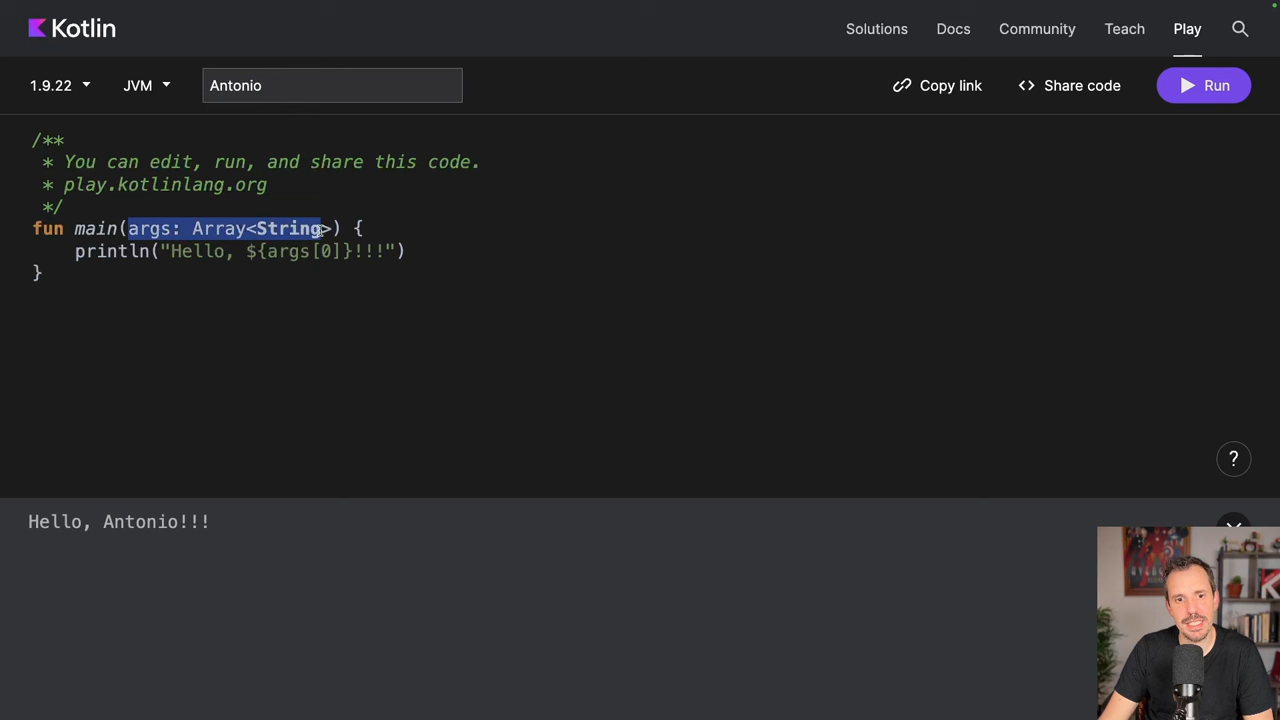 Kotlin
Solutions Docs Community Teach Play
1.9.22 JVM Antonio Copy link Share code Run
/**
 * You can edit, run, and share this code.
 * play.kotlinlang.org
 */
fun main(args: Array<String>) {
    println("Hello, ${args[0]}!!!")
}
?
Hello, Antonio!!!